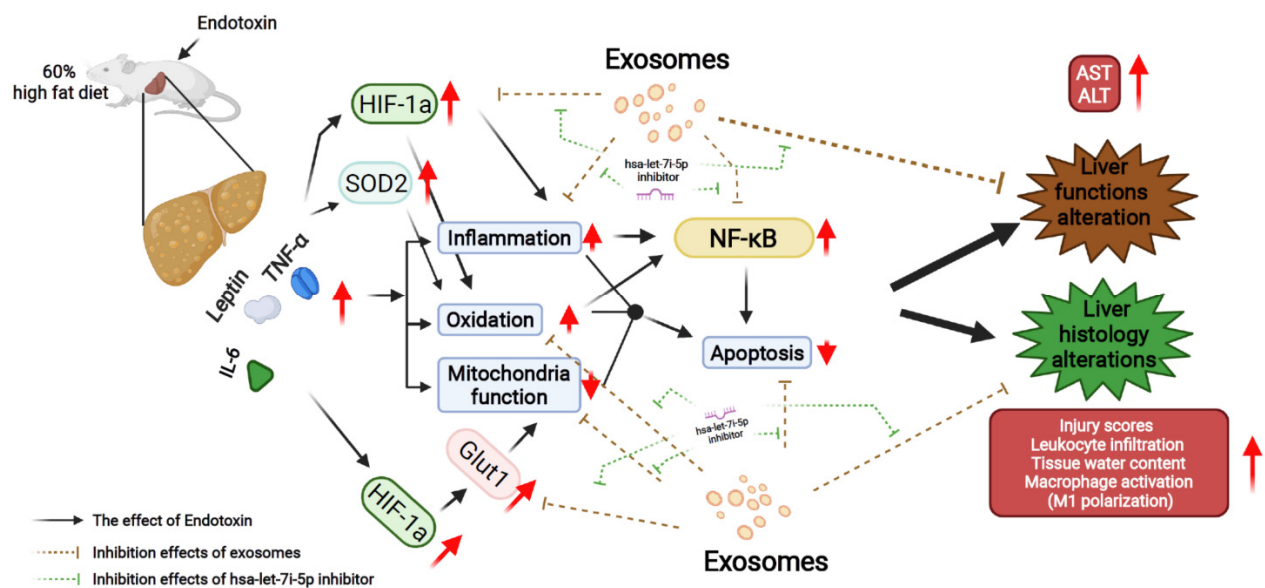 Endotoxin
60%
high fat diet
HIF-1a
SOD2
Leptin
TNF-α
IL-6
Inflammation
Oxidation
Mitochondria
function
Glut1
HIF-1a
Exosomes
hsa-let-7i-5p
inhibitor
NF-κB
Apoptosis
hsa-let-7i-5p
inhibitor
Exosomes
AST
ALT
Liver
functions
alteration
Liver
histology
alterations
Injury scores
Leukocyte infiltration
Tissue water content
Macrophage activation
(M1 polarization)
The effect of Endotoxin
Inhibition effects of exosomes
Inhibition effects of hsa-let-7i-5p inhibitor